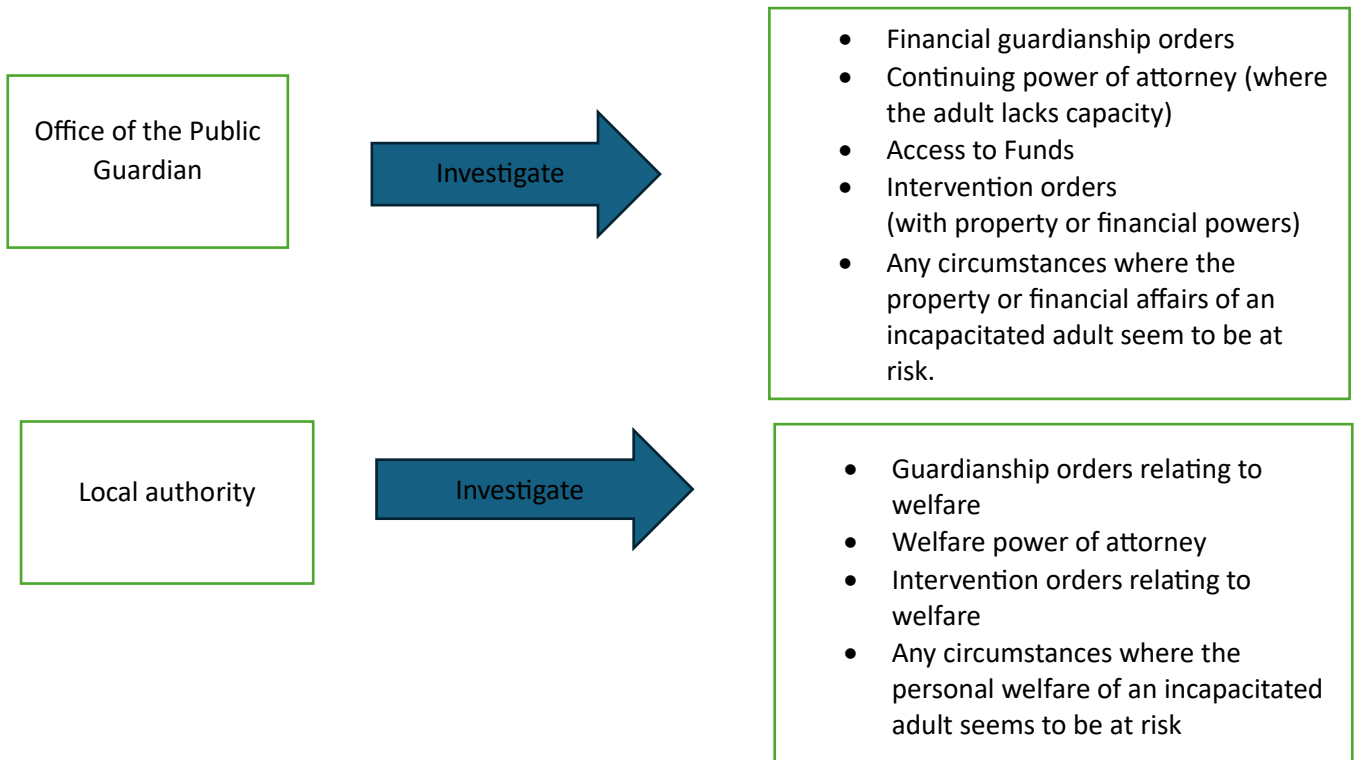 Office of the Public
Guardian
Investigate
• Financial guardianship orders
• Continuing power of attorney (where
the adult lacks capacity)
• Access to Funds
• Intervention orders
(with property or financial powers)
• Any circumstances where the
property or financial affairs of an
incapacitated adult seem to be at
risk.
Local authority
Investigate
• Guardianship orders relating to
welfare
• Welfare power of attorney
• Intervention orders relating to
welfare
• Any circumstances where the
personal welfare of an incapacitated
adult seems to be at risk